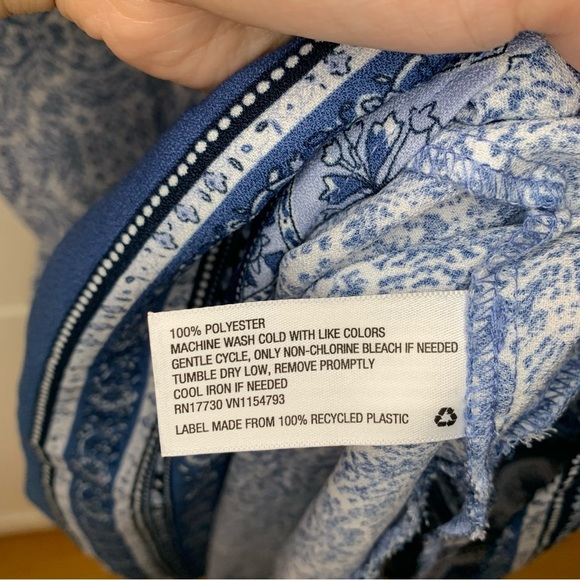 100% POLYESTER
MACHINE WASH COLD WITH LIKE COLORS
GENTLE CYCLE, ONLY NON-CHLORINE BLEACH IF NEEDED
TUMBLE DRY LOW, REMOVE PROMPTLY
COOL IRON IF NEEDED
RN17730 VN1154793
LABEL MADE FROM 100% RECYCLED PLASTIC